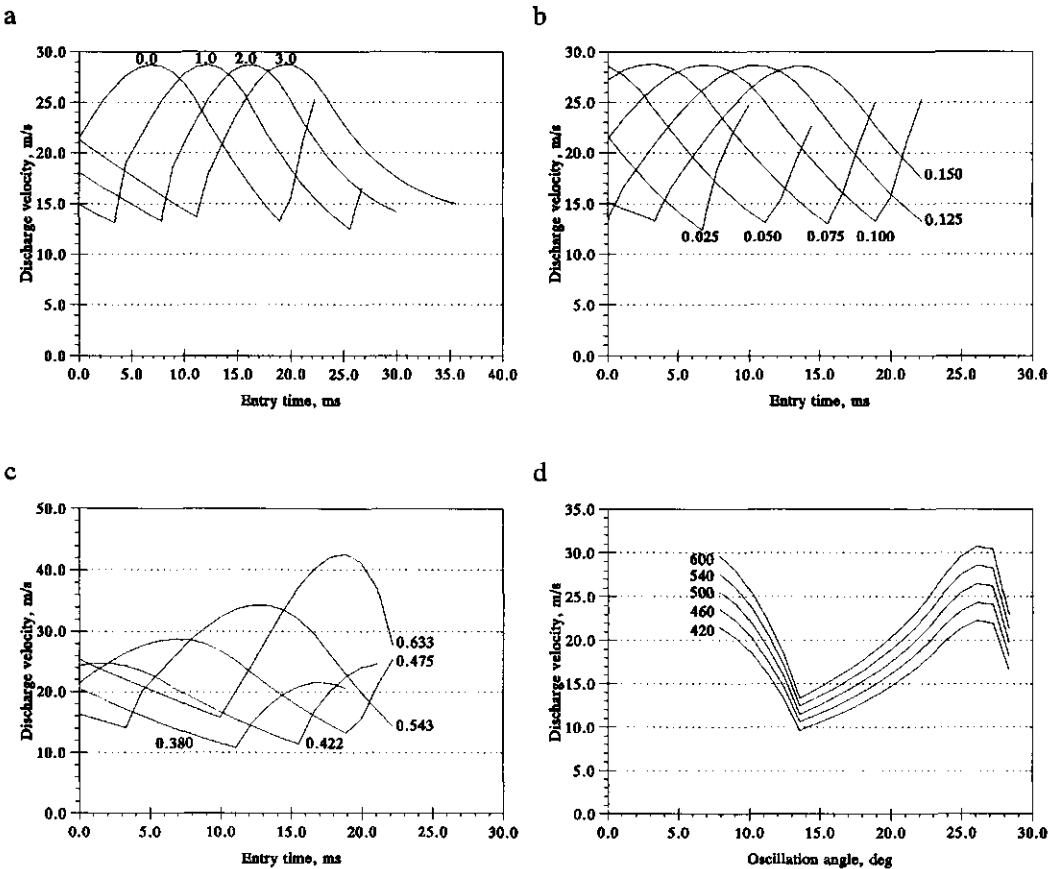 a
30.0
25.0
20.0
15.0
10.0
5.0
0.0
Discharge velocity, m/s
0.0 1.0 2.0 3.0
0.0 5.0 10.0 15.0 20.0 25.0 30.0 35.0 40.0
Entry time, ms
b
30.0
25.0
20.0
15.0
10.0
5.0
0.0
Discharge velocity, m/s
0.150
0.125
0.025 0.050 0.075 0.100
0.0 5.0 10.0 15.0 20.0 25.0 30.0
Entry time, ms
c
50.0
40.0
30.0
20.0
10.0
0.0
Discharge velocity, m/s
0.633
0.475
0.543
0.380 0.422
0.0 5.0 10.0 15.0 20.0 25.0 30.0
Entry time, ms
d
35.0
30.0
25.0
20.0
15.0
10.0
5.0
0.0
Discharge velocity, m/s
600
540
500
460
420
0.0 5.0 10.0 15.0 20.0 25.0 30.0
Oscillation angle, deg